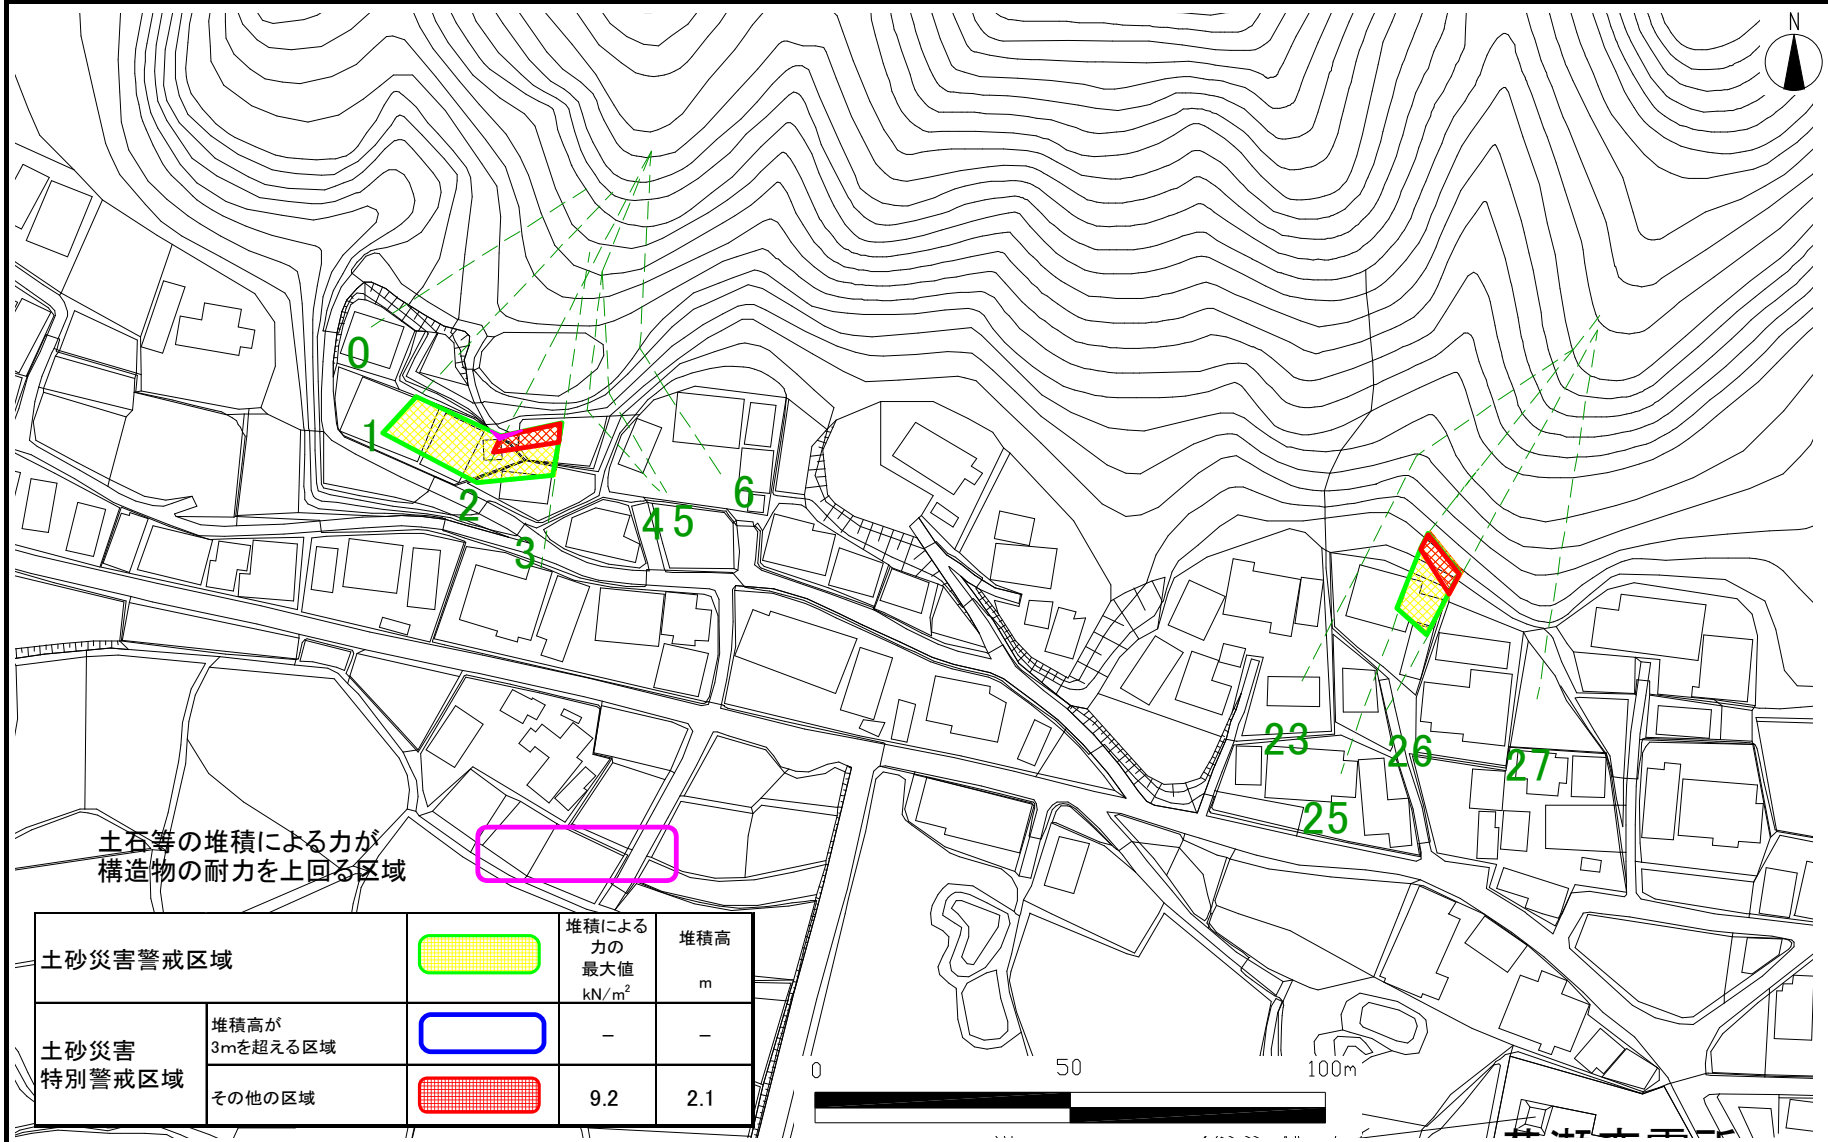 N
0
1
2
3
4
5
6
23
25
26
27
土石等の堆積による力が
構造物の耐力を上回る区域
土砂災害警戒区域
堆積による
力の
最大値
kN/m²
堆積高
m
土砂災害
特別警戒区域
堆積高が
3mを超える区域
－
－
その他の区域
9.2
2.1
0
50
100m